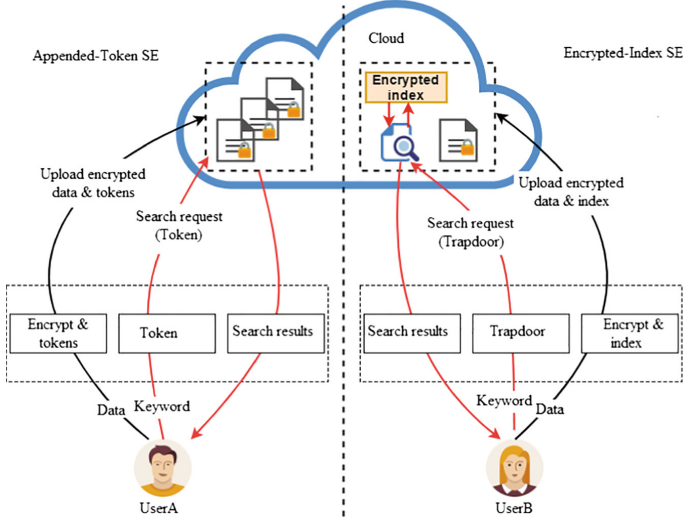 Cloud
Appended-Token SE
Encrypted-Index SE
Encrypted
index
Upload encrypted
data & tokens
Search request
(Token)
Upload encrypted
data & index
Search request
(Trapdoor)
Encrypt &
tokens
Token
Search results
Search results
Trapdoor
Encrypt &
index
Data
Keyword
Keyword
Data
UserA
UserB